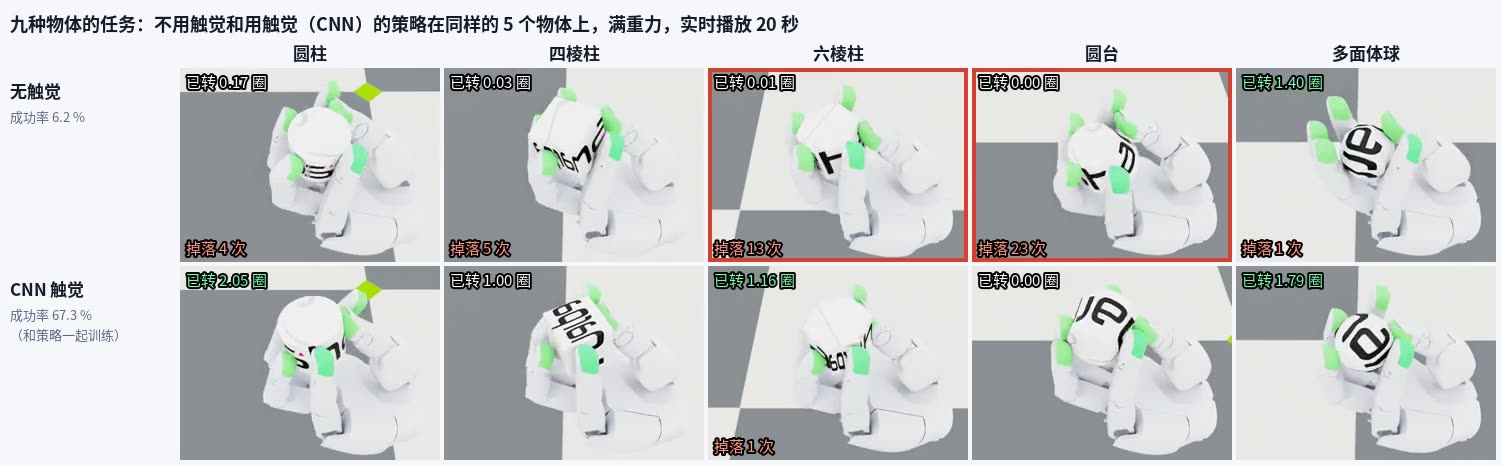 九种物体的任务：不用触觉和用触觉（CNN）的策略在同样的 5 个物体上，满重力，实时播放 20 秒
圆柱 四棱柱 六棱柱 圆台 多面体球
无触觉
成功率 6.2 %
已转 0.17 圈 已转 0.03 圈 已转 0.01 圈 已转 0.00 圈 已转 1.40 圈
掉落 4 次 掉落 5 次 掉落 13 次 掉落 23 次 掉落 1 次
CNN 触觉
成功率 67.3 %
（和策略一起训练）
已转 2.05 圈 已转 1.00 圈 已转 1.16 圈 已转 0.00 圈 已转 1.79 圈
掉落 1 次